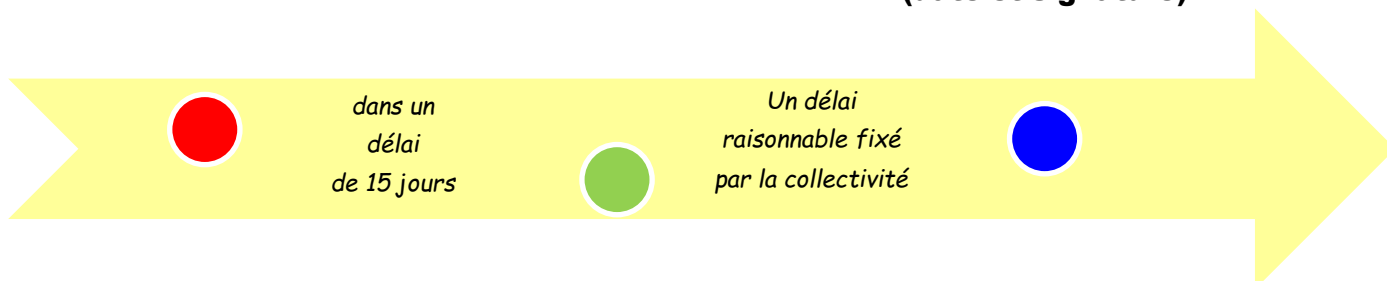 dans un
délai
de 15 jours
Un délai
raisonnable fixé
par la collectivité